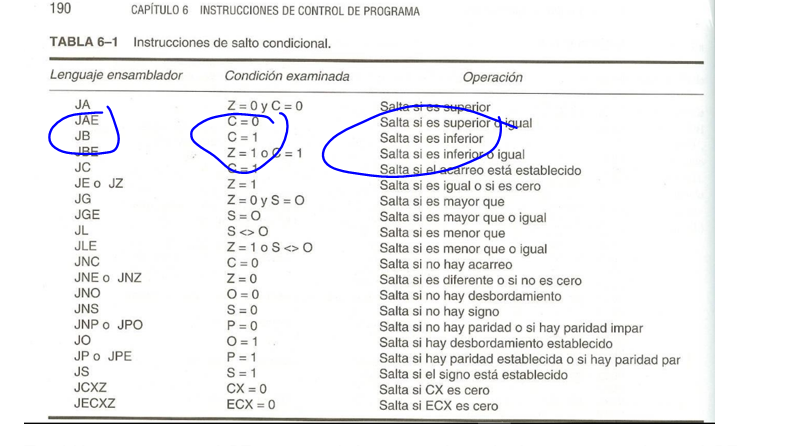 190 CAPÍTULO 6 INSTRUCCIONES DE CONTROL DE PROGRAMA
TABLA 6–1 Instrucciones de salto condicional.
Lenguaje ensamblador Condición examinada Operación
JA Z = 0 y C = 0 Salta si es superior
JAE C = 0 Salta si es superior o igual
JB C = 1 Salta si es inferior
JBE Z = 1 o C = 1 Salta si es inferior o igual
JC C = 1 Salta si el acarreo está establecido
JE o JZ Z = 1 Salta si es igual o si es cero
JG Z = 0 y S = O Salta si es mayor que
JGE S = O Salta si es mayor que o igual
JL S <> O Salta si es menor que
JLE Z = 1 o S <> O Salta si es menor que o igual
JNC C = 0 Salta si no hay acarreo
JNE o JNZ Z = 0 Salta si es diferente o si no es cero
JNO O = 0 Salta si no hay desbordamiento
JNS S = 0 Salta si no hay signo
JNP o JPO P = 0 Salta si no hay paridad o si hay paridad impar
JO O = 1 Salta si hay desbordamiento establecido
JP o JPE P = 1 Salta si hay paridad establecida o si hay paridad par
JS S = 1 Salta si el signo está establecido
JCXZ CX = 0 Salta si CX es cero
JECXZ ECX = 0 Salta si ECX es cero